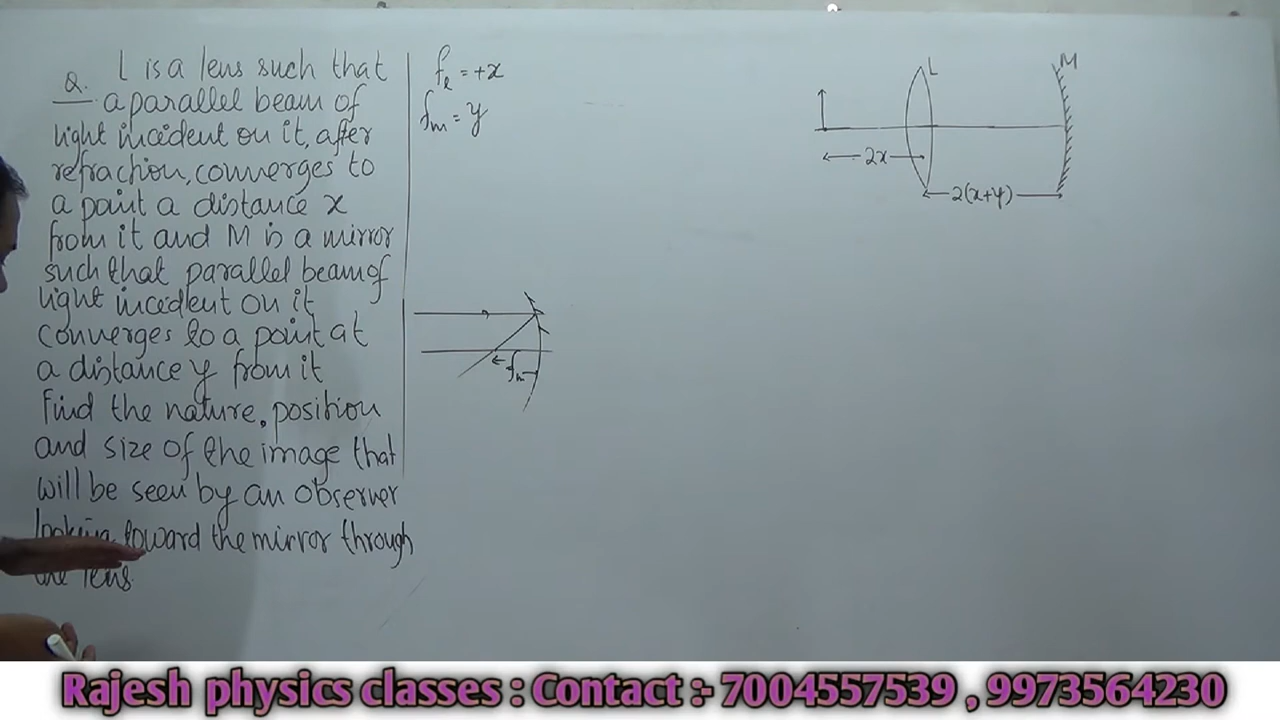 Q. L is a lens such that
a parallel beam of
light incident on it, after
refraction, converges to
a point a distance x
from it and M is a mirror
such that parallel beam of
light incident on it
converges to a point at
a distance y from it
Find the nature, position
and size of the image that
will be seen by an observer
looking toward the mirror through
the lens
fℓ = +x
fm = y
fm
L
M
2x
2(x+y)
Rajesh physics classes : Contact :- 7004557539 , 9973564230